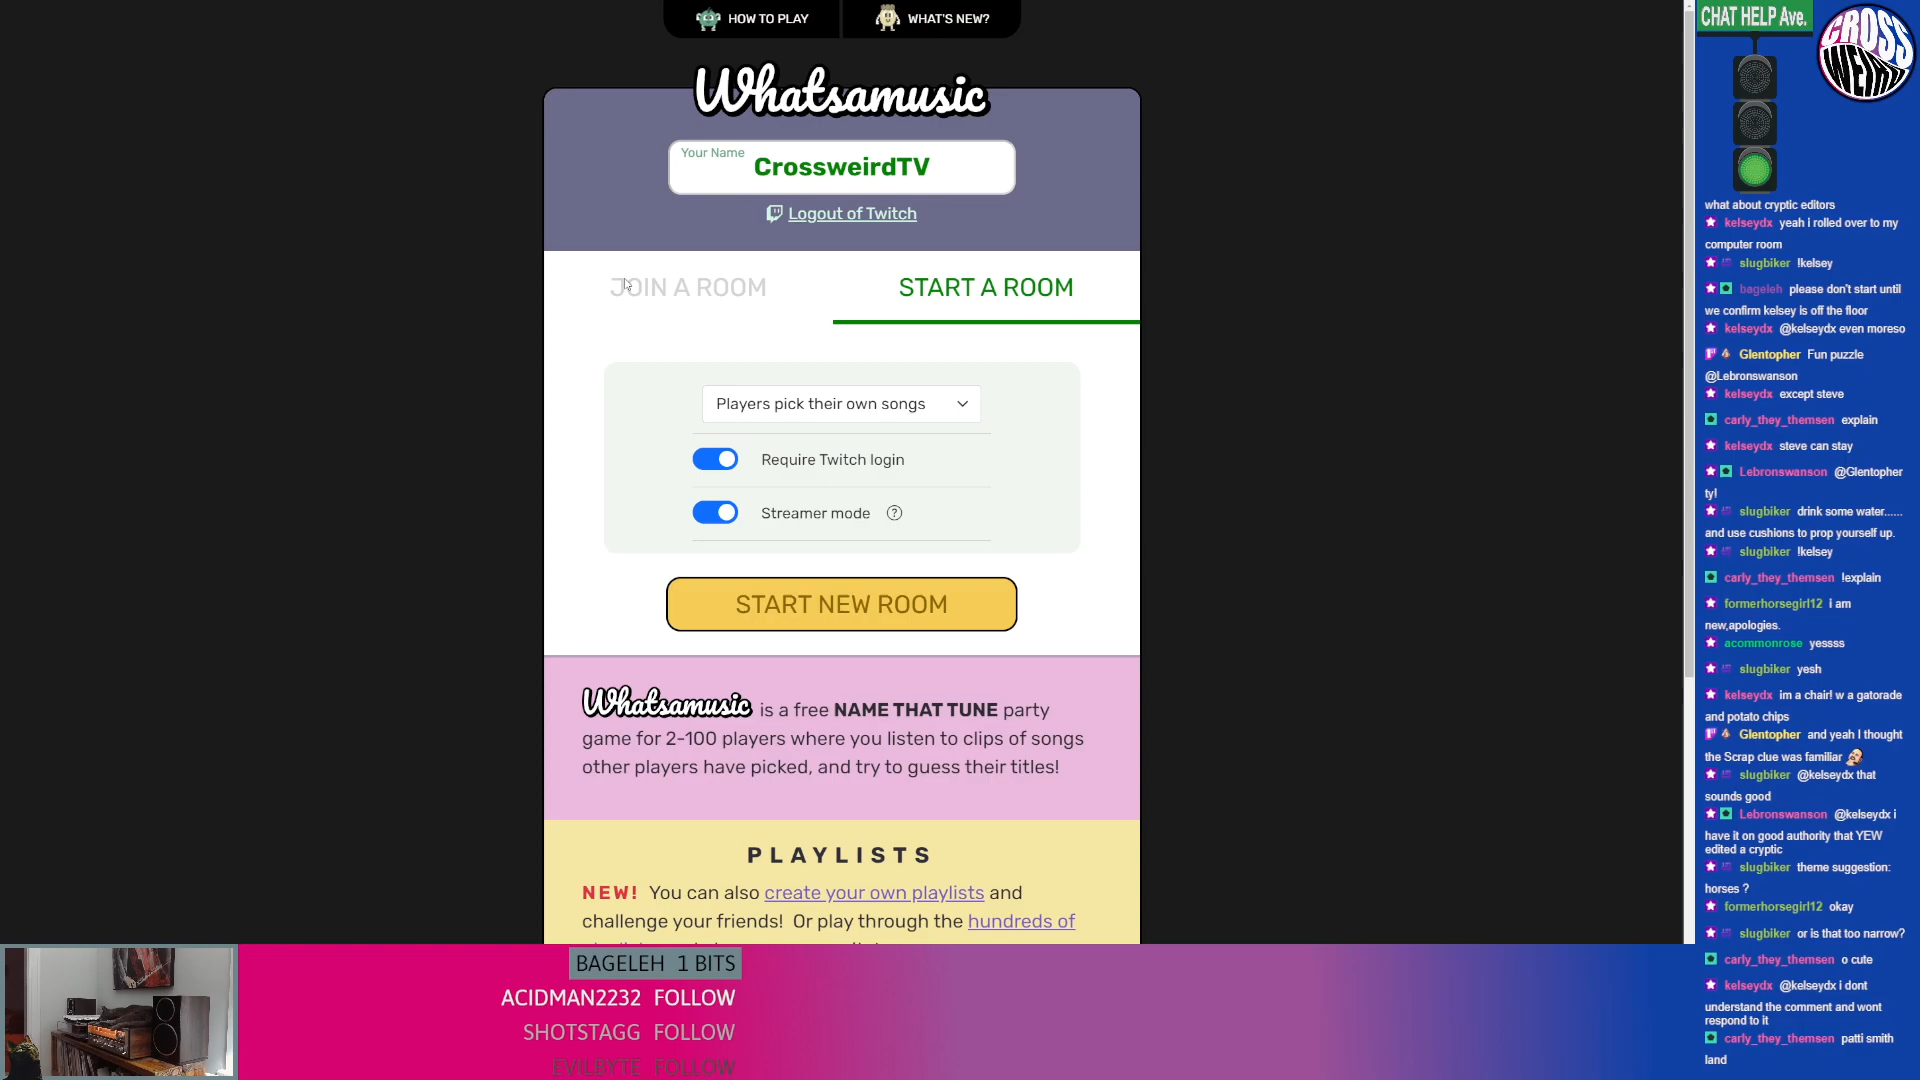 HOW TO PLAY
WHAT'S NEW?
Whatsamusic
Your Name
CrossweirdTV
Logout of Twitch
JOIN A ROOM
START A ROOM
Players pick their own songs
Require Twitch login
Streamer mode ?
START NEW ROOM
Whatsamusic is a free NAME THAT TUNE party
game for 2-100 players where you listen to clips of songs
other players have picked, and try to guess their titles!
PLAYLISTS
NEW! You can also create your own playlists and
challenge your friends! Or play through the hundreds of
BAGELEH 1 BITS
ACIDMAN2232 FOLLOW
SHOTSTAGG FOLLOW
EVILBYTE FOLLOW
CHAT HELP Ave.
CROSS
WEIRD
what about cryptic editors
kelseydx yeah i rolled over to my
computer room
slugbiker !kelsey
bageleh please don't start until
we confirm kelsey is off the floor
kelseydx @kelseydx even moreso
Glentopher Fun puzzle
@Lebronswanson
kelseydx except steve
carly_they_themsen explain
kelseydx steve can stay
Lebronswanson @Glentopher
ty!
slugbiker drink some water......
and use cushions to prop yourself up.
slugbiker !kelsey
carly_they_themsen !explain
formerhorsegirl12 i am
new,apologies.
acommonrose yessss
slugbiker yesh
kelseydx im a chair! w a gatorade
and potato chips
Glentopher and yeah I thought
the Scrap clue was familiar
slugbiker @kelseydx that
sounds good
Lebronswanson @kelseydx i
have it on good authority that YEW
edited a cryptic
slugbiker theme suggestion:
horses ?
formerhorsegirl12 okay
slugbiker or is that too narrow?
carly_they_themsen o cute
kelseydx @kelseydx i dont
understand the comment and wont
respond to it
carly_they_themsen patti smith
land